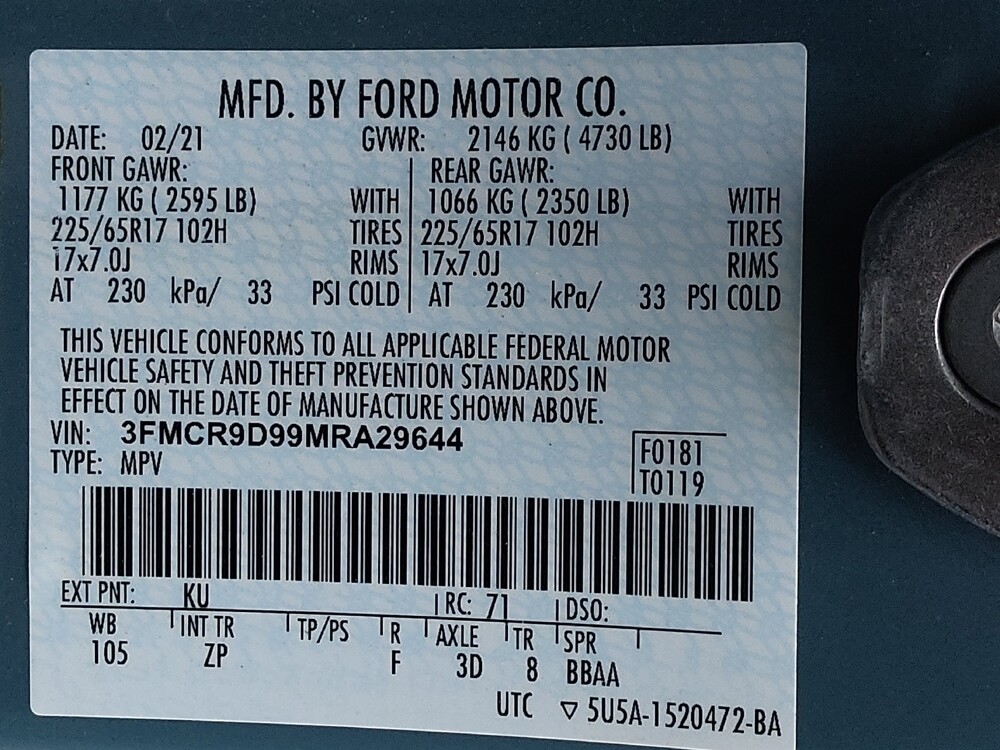 MFD. BY FORD MOTOR CO.
DATE: 02/21 GVWR: 2146 KG ( 4730 LB)
FRONT GAWR: REAR GAWR:
1177 KG ( 2595 LB) WITH 1066 KG ( 2350 LB) WITH
225/65R17 102H TIRES 225/65R17 102H TIRES
17x7.0J RIMS 17x7.0J RIMS
AT 230 kPa/ 33 PSI COLD AT 230 kPa/ 33 PSI COLD
THIS VEHICLE CONFORMS TO ALL APPLICABLE FEDERAL MOTOR
VEHICLE SAFETY AND THEFT PREVENTION STANDARDS IN
EFFECT ON THE DATE OF MANUFACTURE SHOWN ABOVE.
VIN: 3FMCR9D99MRA29644
TYPE: MPV
F0181
T0119
EXT PNT: KU RC: 71 DSO:
WB INT TR TP/PS R AXLE TR SPR
105 ZP F 3D 8 BBAA
UTC ▽ 5U5A-1520472-BA